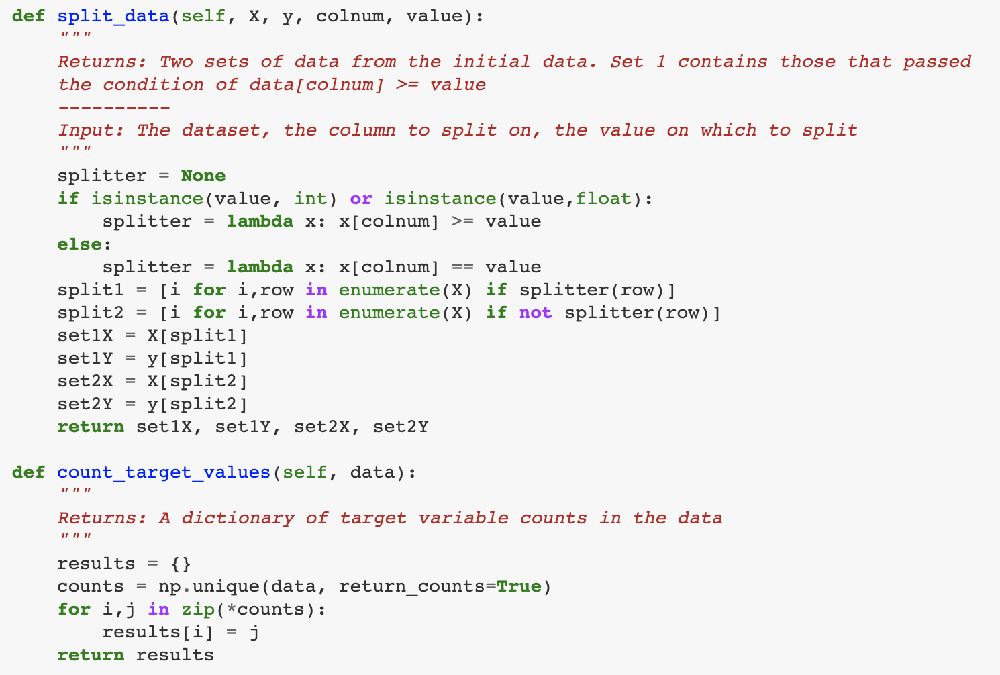 def split_data(self, X, y, colnum, value):
    """
    Returns: Two sets of data from the initial data. Set 1 contains those that passed
    the condition of data[colnum] >= value
    ----------
    Input: The dataset, the column to split on, the value on which to split
    """
    splitter = None
    if isinstance(value, int) or isinstance(value,float):
        splitter = lambda x: x[colnum] >= value
    else:
        splitter = lambda x: x[colnum] == value
    split1 = [i for i,row in enumerate(X) if splitter(row)]
    split2 = [i for i,row in enumerate(X) if not splitter(row)]
    set1X = X[split1]
    set1Y = y[split1]
    set2X = X[split2]
    set2Y = y[split2]
    return set1X, set1Y, set2X, set2Y

def count_target_values(self, data):
    """
    Returns: A dictionary of target variable counts in the data
    """
    results = {}
    counts = np.unique(data, return_counts=True)
    for i,j in zip(*counts):
        results[i] = j
    return results